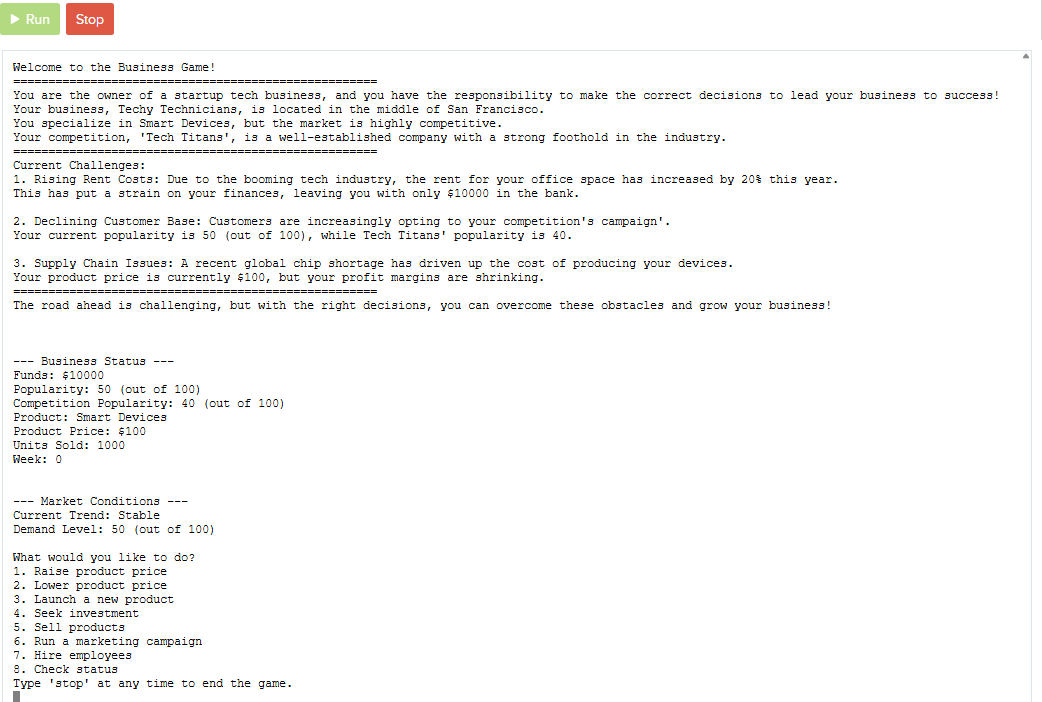 Run Stop
Welcome to the Business Game!
====================================================
You are the owner of a startup tech business, and you have the responsibility to make the correct decisions to lead your business to success!
Your business, Techy Technicians, is located in the middle of San Francisco.
You specialize in Smart Devices, but the market is highly competitive.
Your competition, 'Tech Titans', is a well-established company with a strong foothold in the industry.
====================================================
Current Challenges:
1. Rising Rent Costs: Due to the booming tech industry, the rent for your office space has increased by 20% this year.
This has put a strain on your finances, leaving you with only $10000 in the bank.
2. Declining Customer Base: Customers are increasingly opting to your competition's campaign'.
Your current popularity is 50 (out of 100), while Tech Titans' popularity is 40.
3. Supply Chain Issues: A recent global chip shortage has driven up the cost of producing your devices.
Your product price is currently $100, but your profit margins are shrinking.
====================================================
The road ahead is challenging, but with the right decisions, you can overcome these obstacles and grow your business!
--- Business Status ---
Funds: $10000
Popularity: 50 (out of 100)
Competition Popularity: 40 (out of 100)
Product: Smart Devices
Product Price: $100
Units Sold: 1000
Week: 0
--- Market Conditions ---
Current Trend: Stable
Demand Level: 50 (out of 100)
What would you like to do?
1. Raise product price
2. Lower product price
3. Launch a new product
4. Seek investment
5. Sell products
6. Run a marketing campaign
7. Hire employees
8. Check status
Type 'stop' at any time to end the game.